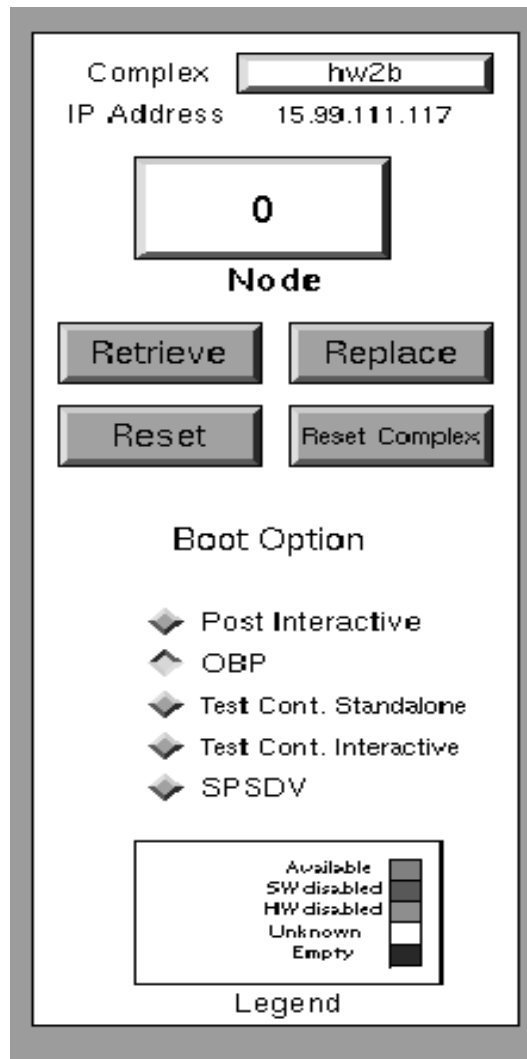 Complex hw2b
IP Address 15.99.111.117
0
Node
Retrieve Replace
Reset Reset Complex
Boot Option
Post Interactive
OBP
Test Cont. Standalone
Test Cont. Interactive
SPSDV
Available
SW disabled
HW disabled
Unknown
Empty
Legend